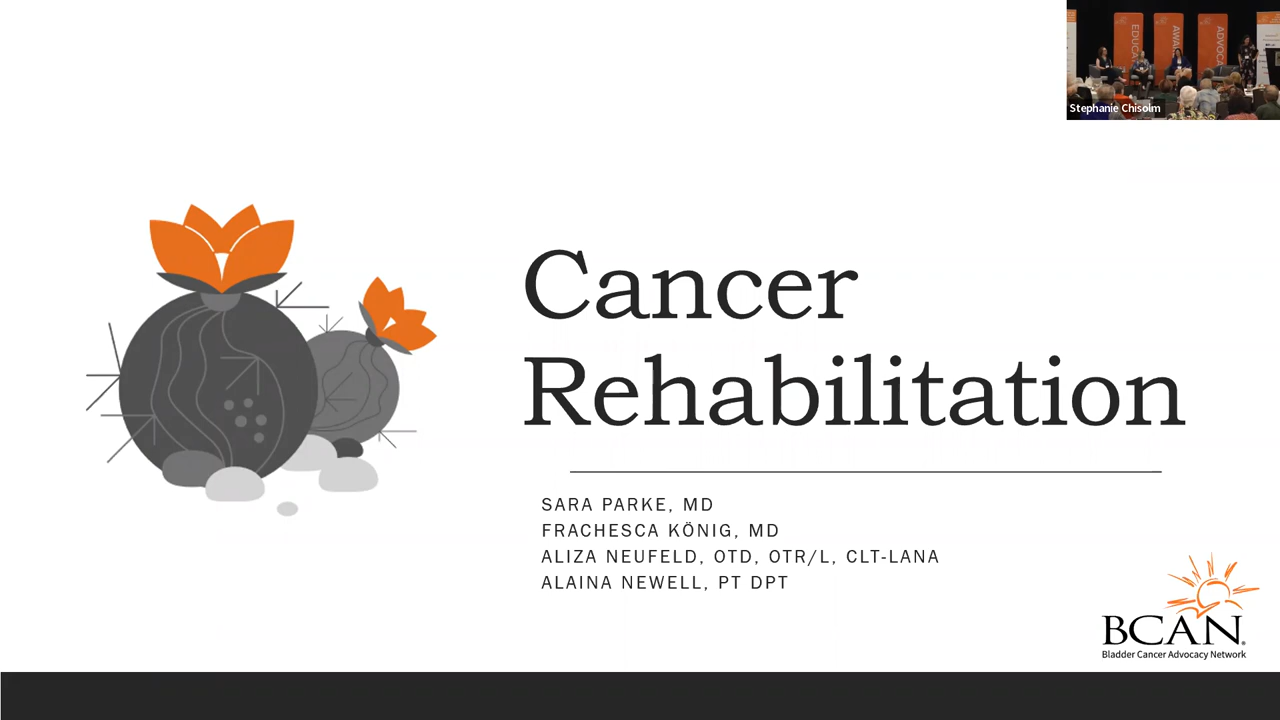 Stephanie Chisolm
Cancer
Rehabilitation
SARA PARKE, MD
FRACHESCA KÖNIG, MD
ALIZA NEUFELD, OTD, OTR/L, CLT-LANA
ALAINA NEWELL, PT DPT
BCAN
Bladder Cancer Advocacy Network